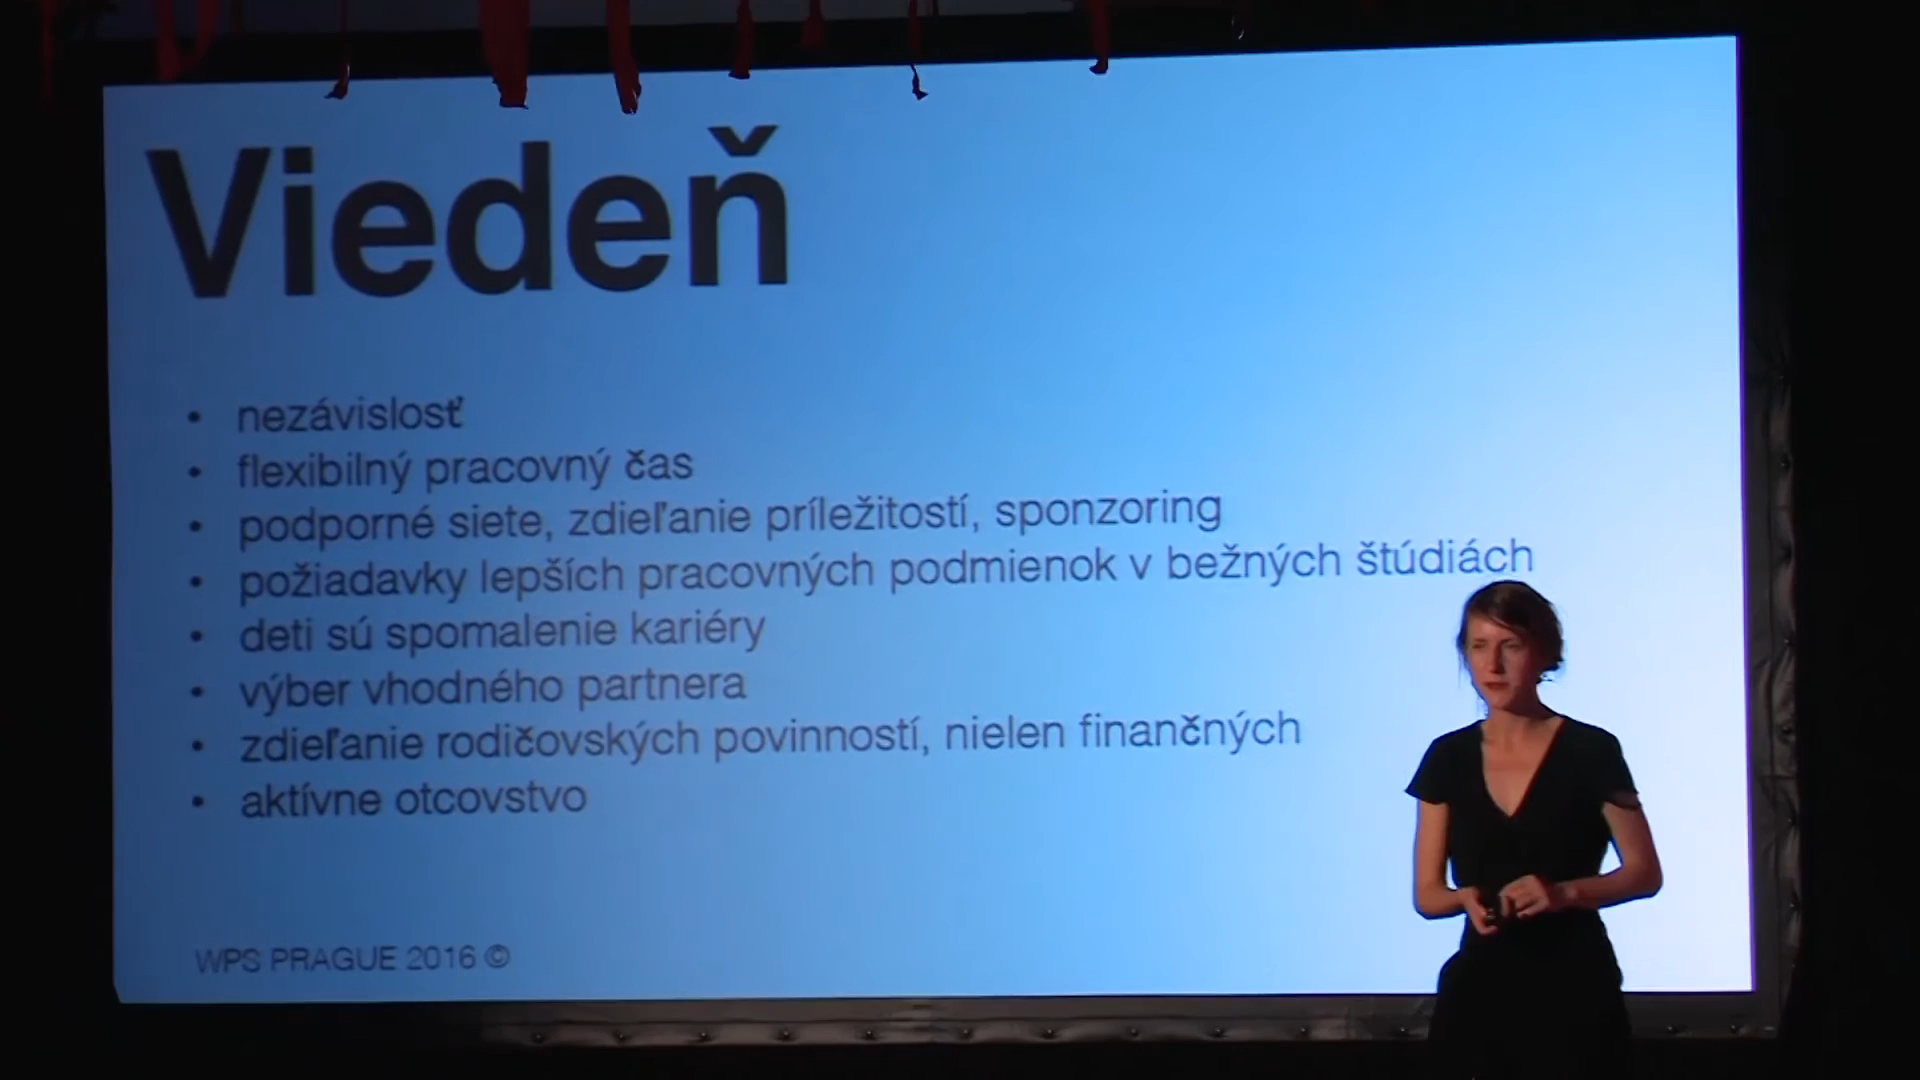 Viedeň
• nezávislosť
• flexibilný pracovný čas
• podporné siete, zdieľanie príležitostí, sponzoring
• požiadavky lepších pracovných podmienok v bežných štúdiách
• deti sú spomalenie kariéry
• výber vhodného partnera
• zdieľanie rodičovských povinností, nielen finančných
• aktívne otcovstvo
WPS PRAGUE 2016 ©